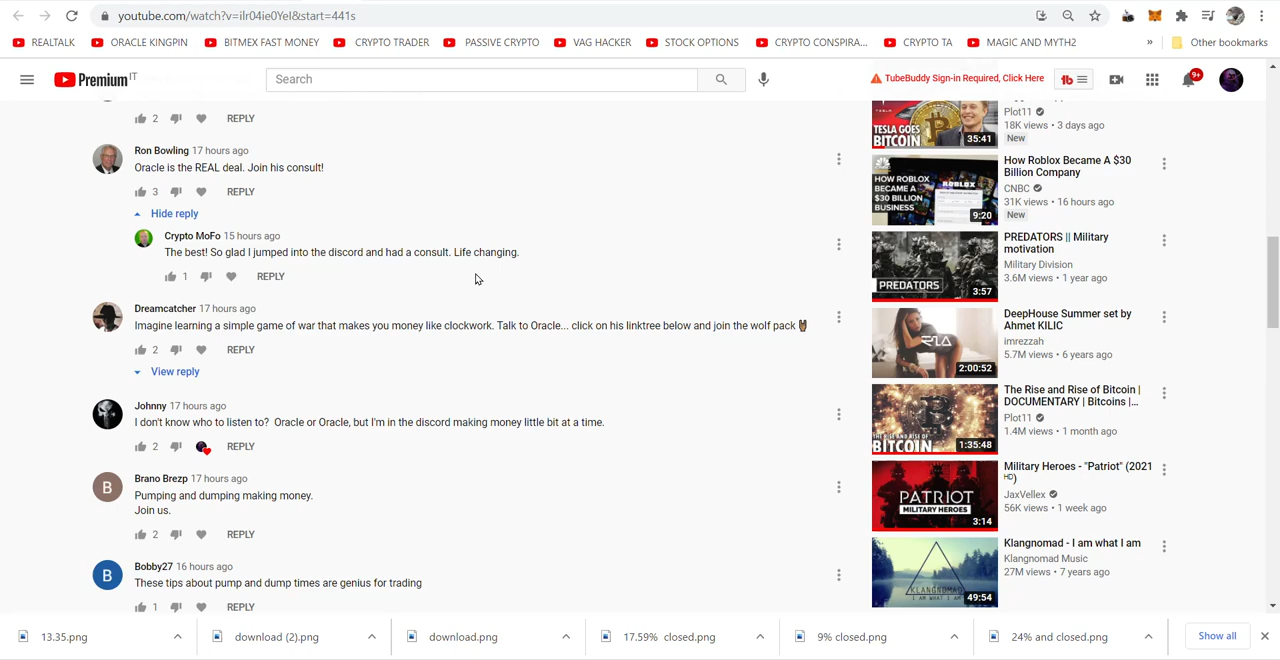 youtube.com/watch?v=ilr04ie0YeI&start=441s
REALTALK
ORACLE KINGPIN
BITMEX FAST MONEY
CRYPTO TRADER
PASSIVE CRYPTO
VAG HACKER
STOCK OPTIONS
CRYPTO CONSPIRA...
CRYPTO TA
MAGIC AND MYTH2
»
Other bookmarks
Premium IT
Search
TubeBuddy Sign-in Required, Click Here
tb
9+
2
REPLY
Ron Bowling 17 hours ago
Oracle is the REAL deal. Join his consult!
3
REPLY
Hide reply
Crypto MoFo 15 hours ago
The best! So glad I jumped into the discord and had a consult. Life changing.
1
REPLY
Dreamcatcher 17 hours ago
Imagine learning a simple game of war that makes you money like clockwork. Talk to Oracle... click on his linktree below and join the wolf pack
2
REPLY
View reply
Johnny 17 hours ago
I don't know who to listen to? Oracle or Oracle, but I'm in the discord making money little bit at a time.
2
REPLY
B
Brano Brezp 17 hours ago
Pumping and dumping making money.
Join us.
2
REPLY
B
Bobby27 16 hours ago
These tips about pump and dump times are genius for trading
1
REPLY
TESLA GOES
BITCOIN
35:41
Plot11
18K views • 3 days ago
New
HOW ROBLOX
BECAME A
$30 BILLION
BUSINESS
ROBLOX
9:20
How Roblox Became A $30
Billion Company
CNBC
31K views • 16 hours ago
New
PREDATORS
3:57
PREDATORS || Military
motivation
Military Division
3.6M views • 1 year ago
2:00:52
DeepHouse Summer set by
Ahmet KILIC
imrezzah
5.7M views • 6 years ago
THE RISE AND RISE OF
BITCOIN
1:35:48
The Rise and Rise of Bitcoin |
DOCUMENTARY | Bitcoins |...
Plot11
1.4M views • 1 month ago
PATRIOT
MILITARY HEROES
3:14
Military Heroes - "Patriot" (2021
HD)
JaxVellex
56K views • 1 week ago
KLANGNOMAD
I AM WHAT I AM
49:54
Klangnomad - I am what I am
Klangnomad Music
27M views • 7 years ago
13.35.png
download (2).png
download.png
17.59% closed.png
9% closed.png
24% and closed.png
Show all